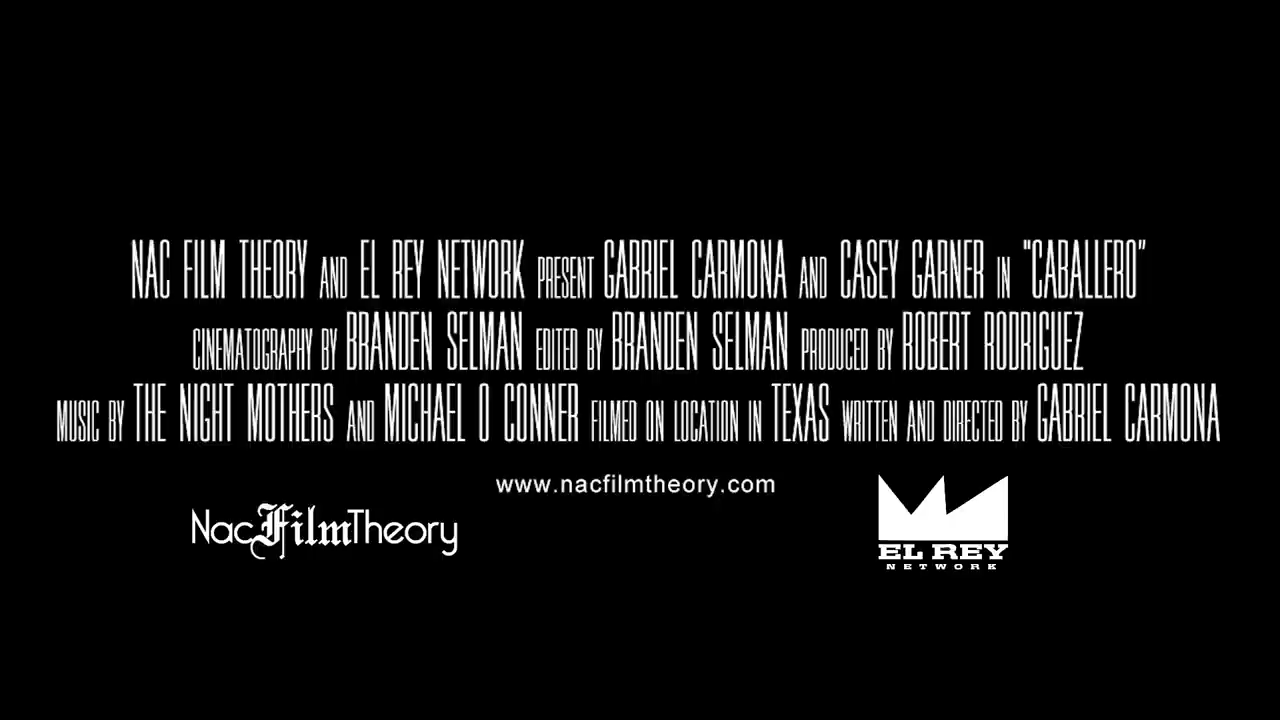 NAC FILM THEORY AND EL REY NETWORK PRESENT GABRIEL CARMONA AND CASEY GARNER IN "CABALLERO"
CINEMATOGRAPHY BY BRANDEN SELMAN EDITED BY BRANDEN SELMAN PRODUCED BY ROBERT RODRIGUEZ
MUSIC BY THE NIGHT MOTHERS AND MICHAEL O CONNER FILMED ON LOCATION IN TEXAS WRITTEN AND DIRECTED BY GABRIEL CARMONA
www.nacfilmtheory.com
NacFilmTheory
EL REY
NETWORK